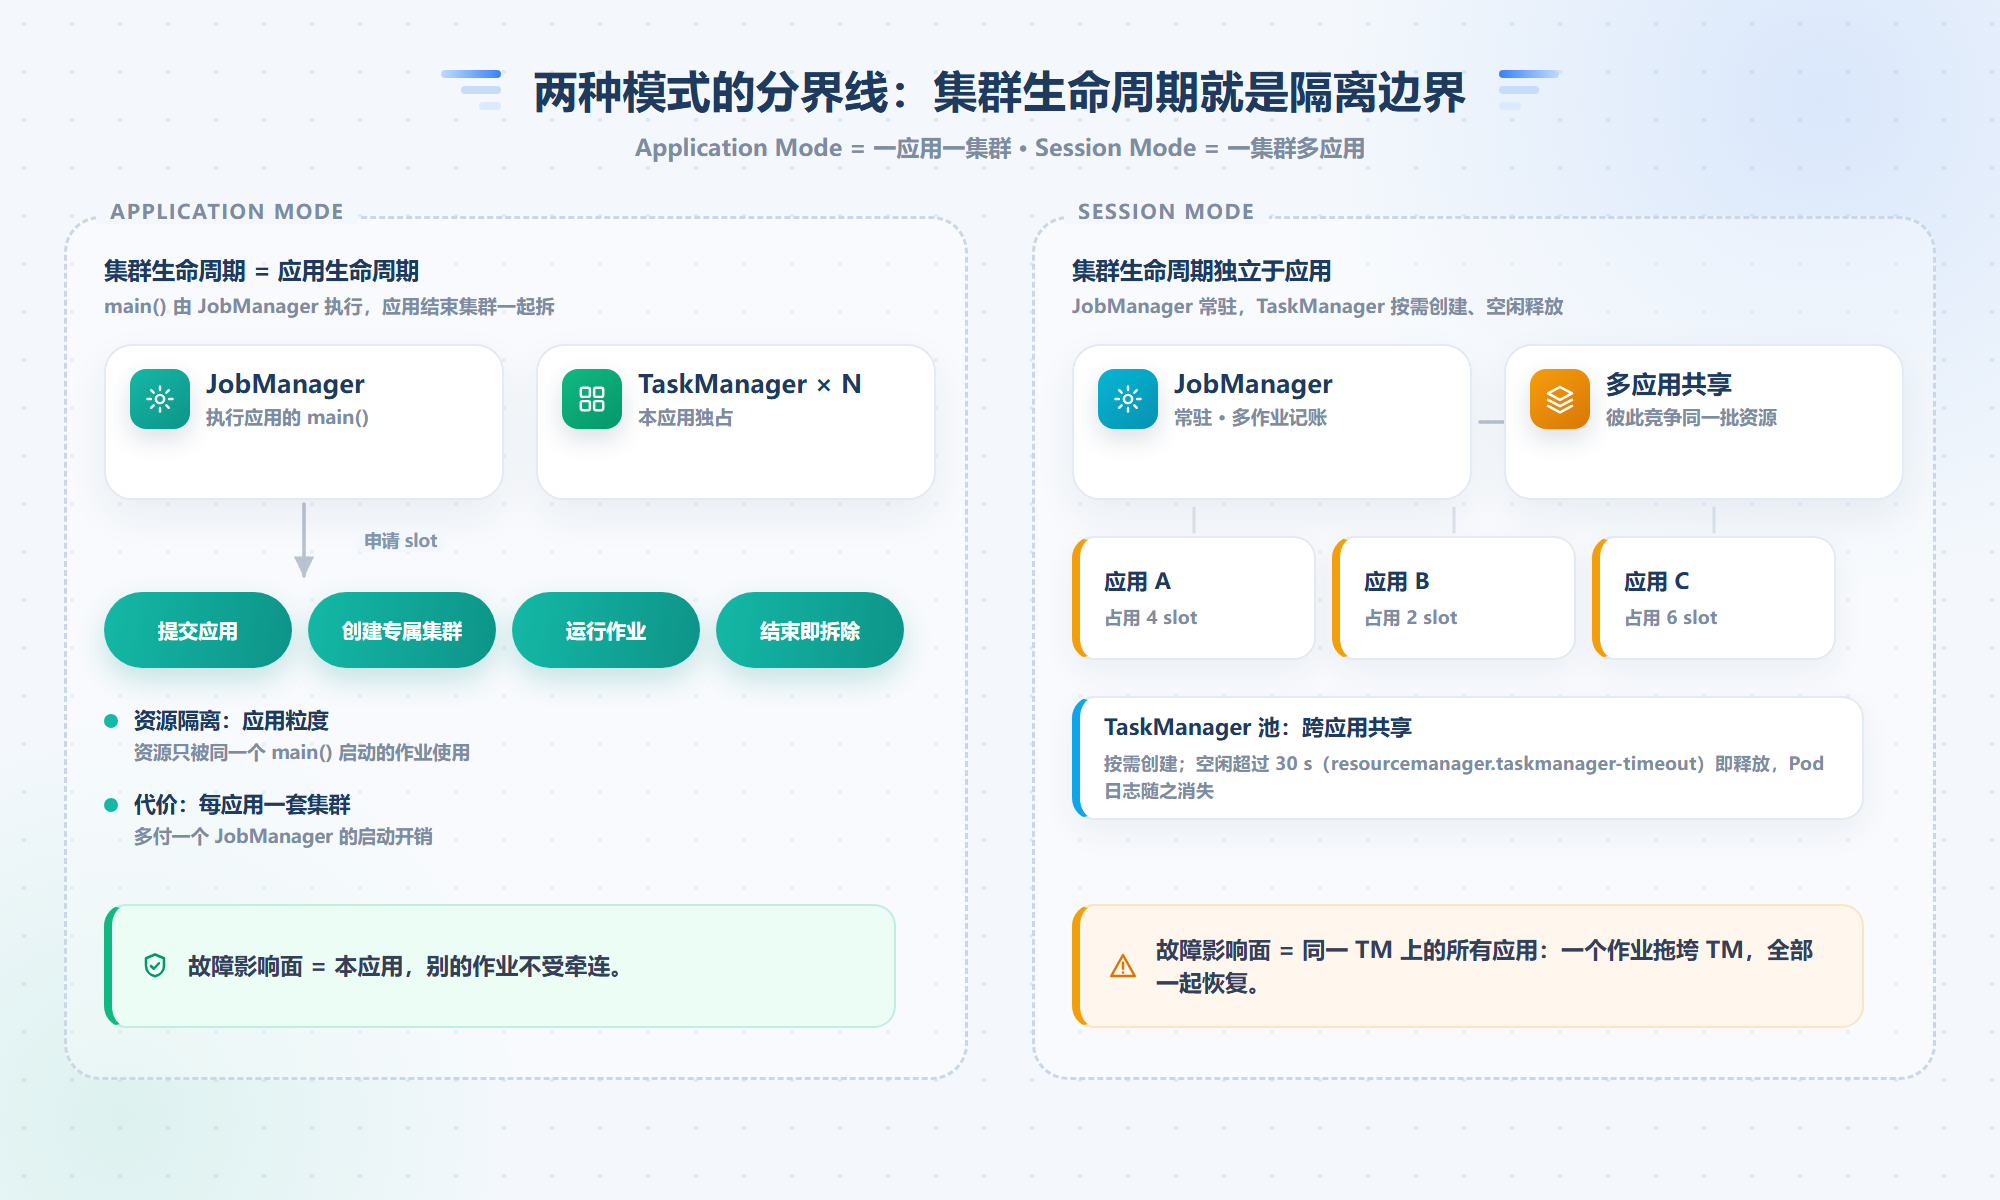 两种模式的分界线：集群生命周期就是隔离边界
Application Mode = 一应用一集群 • Session Mode = 一集群多应用
APPLICATION MODE
集群生命周期 = 应用生命周期
main() 由 JobManager 执行，应用结束集群一起拆
JobManager
执行应用的 main()
TaskManager × N
本应用独占
申请 slot
提交应用
创建专属集群
运行作业
结束即拆除
资源隔离：应用粒度
资源只被同一个 main() 启动的作业使用
代价：每应用一套集群
多付一个 JobManager 的启动开销
故障影响面 = 本应用，别的作业不受牵连。
SESSION MODE
集群生命周期独立于应用
JobManager 常驻，TaskManager 按需创建、空闲释放
JobManager
常驻 • 多作业记账
多应用共享
彼此竞争同一批资源
应用 A
占用 4 slot
应用 B
占用 2 slot
应用 C
占用 6 slot
TaskManager 池：跨应用共享
按需创建；空闲超过 30 s（resourcemanager.taskmanager-timeout）即释放，Pod
日志随之消失
故障影响面 = 同一 TM 上的所有应用：一个作业拖垮 TM，全部
一起恢复。